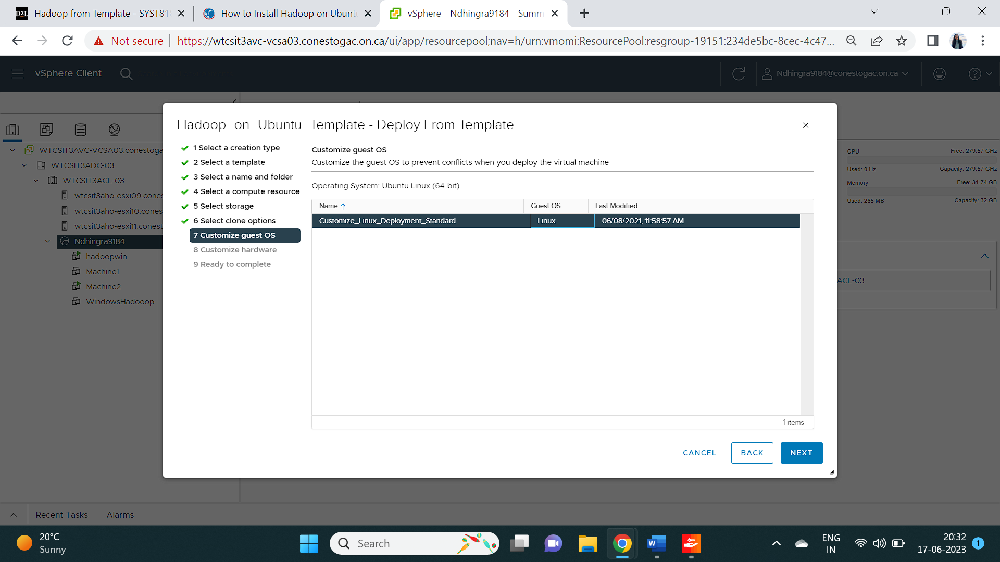 Hadoop from Template - SYST818
How to Install Hadoop on Ubunt
vSphere - Ndhingra9184 - Summ
Not secure
https://wtcsit3avc-vcsa03.conestogac.on.ca/ui/app/resourcepool;nav=h/urn:vmomi:ResourcePool:resgroup-19151:234de5bc-8cec-4c47...
vSphere Client
Ndhingra9184@conestogac.on.ca
WTCSIT3AVC-VCSA03.conestoga
WTCSIT3ADC-03
WTCSIT3ACL-03
wtcsit3aho-esxi09.cones
wtcsit3aho-esxi10.cones
wtcsit3aho-esxi11.conest
Ndhingra9184
hadoopwin
Machine1
Machine2
WindowsHadooop
Hadoop_on_Ubuntu_Template - Deploy From Template
1 Select a creation type
2 Select a template
3 Select a name and folder
4 Select a compute resource
5 Select storage
6 Select clone options
7 Customize guest OS
8 Customize hardware
9 Ready to complete
Customize guest OS
Customize the guest OS to prevent conflicts when you deploy the virtual machine
Operating System: Ubuntu Linux (64-bit)
Name Guest OS Last Modified
Customize_Linux_Deployment_Standard Linux 06/08/2021, 11:58:57 AM
1 items
CANCEL BACK NEXT
CPU Free: 279.57 GHz
Used: 0 Hz Capacity: 279.57 GHz
Memory Free: 31.74 GB
Used: 265 MB Capacity: 32 GB
ACL-03
Recent Tasks Alarms
20°C
Sunny
Search
ENG
IN
20:32
17-06-2023
1